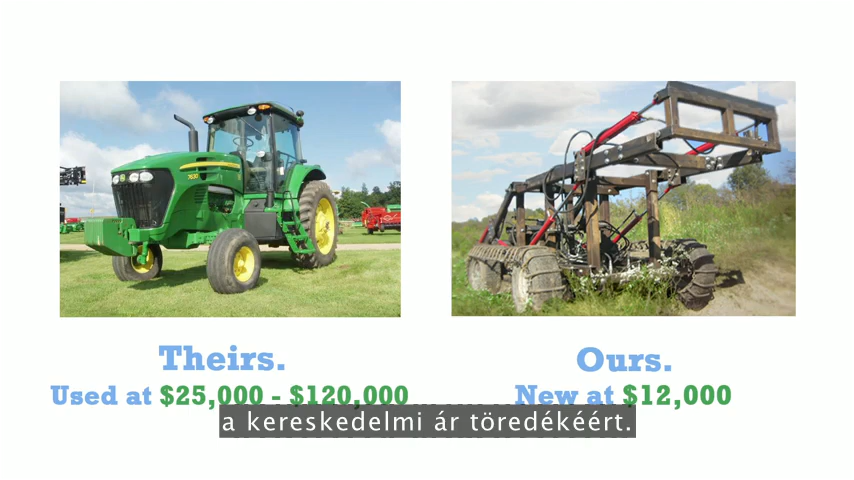 Theirs.
Ours.
Used at $25,000 - $120,000
New at $12,000
a kereskedelmi ár töredékéért.